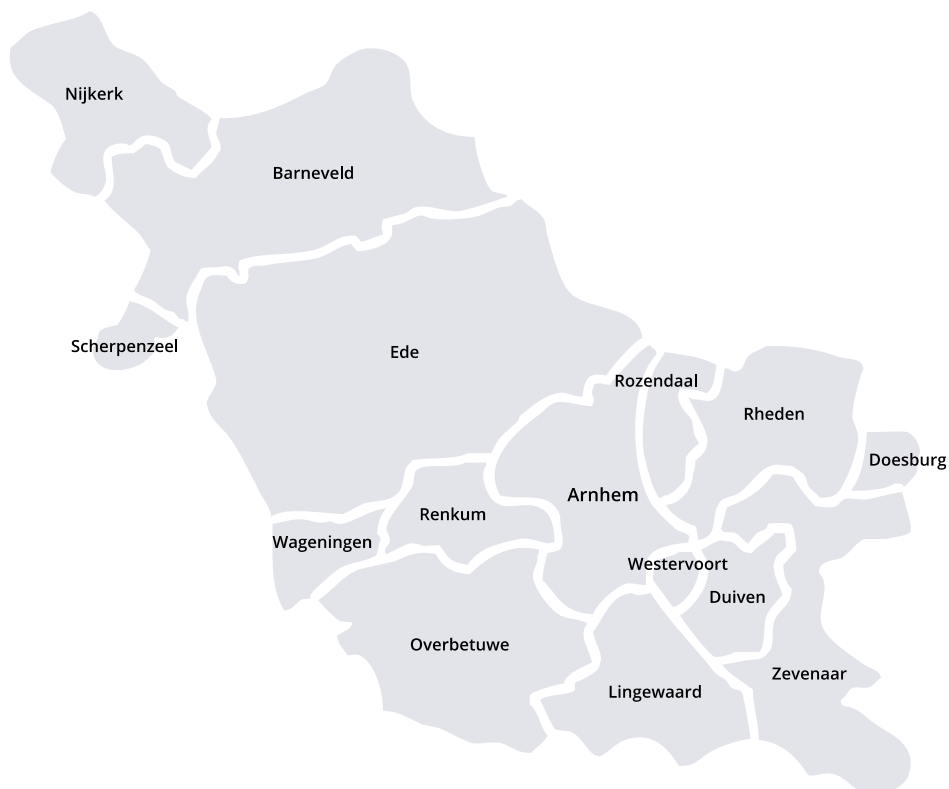 Nijkerk
Barneveld
Scherpenzeel
Ede
Rozendaal
Rheden
Doesburg
Arnhem
Renkum
Wageningen
Westervoort
Duiven
Overbetuwe
Zevenaar
Lingewaard